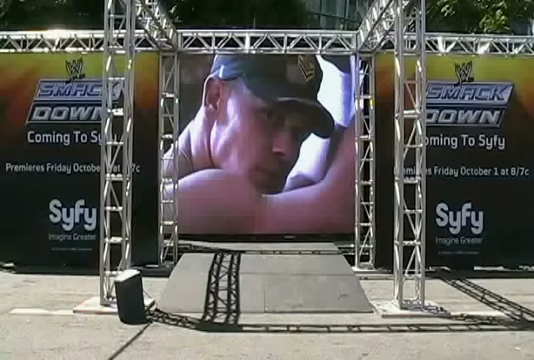 W
SMACK
DOWN
Coming To Syfy
Premieres Friday October 1 at 8/7c
Syfy
Imagine Greater
W
SMACK
DOWN
Coming To Syfy
Premieres Friday October 1 at 8/7c
Syfy
Imagine Greater